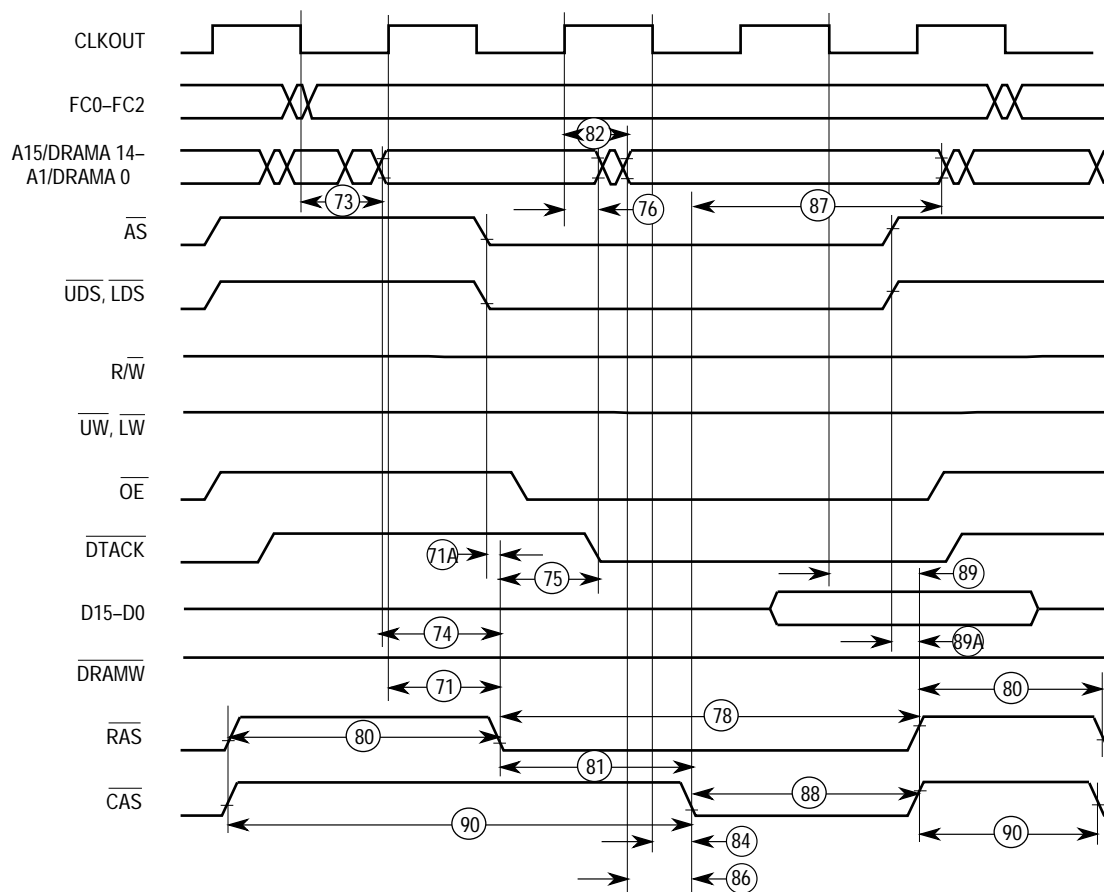 CLKOUT
FC0–FC2
82
A15/DRAMA 14–
A1/DRAMA 0
73
76
87
AS
UDS, LDS
R/W
UW, LW
OE
DTACK
71A
75
89
D15–D0
74
89A
DRAMW
71
80
78
RAS
80
81
88
CAS
90
90
84
86